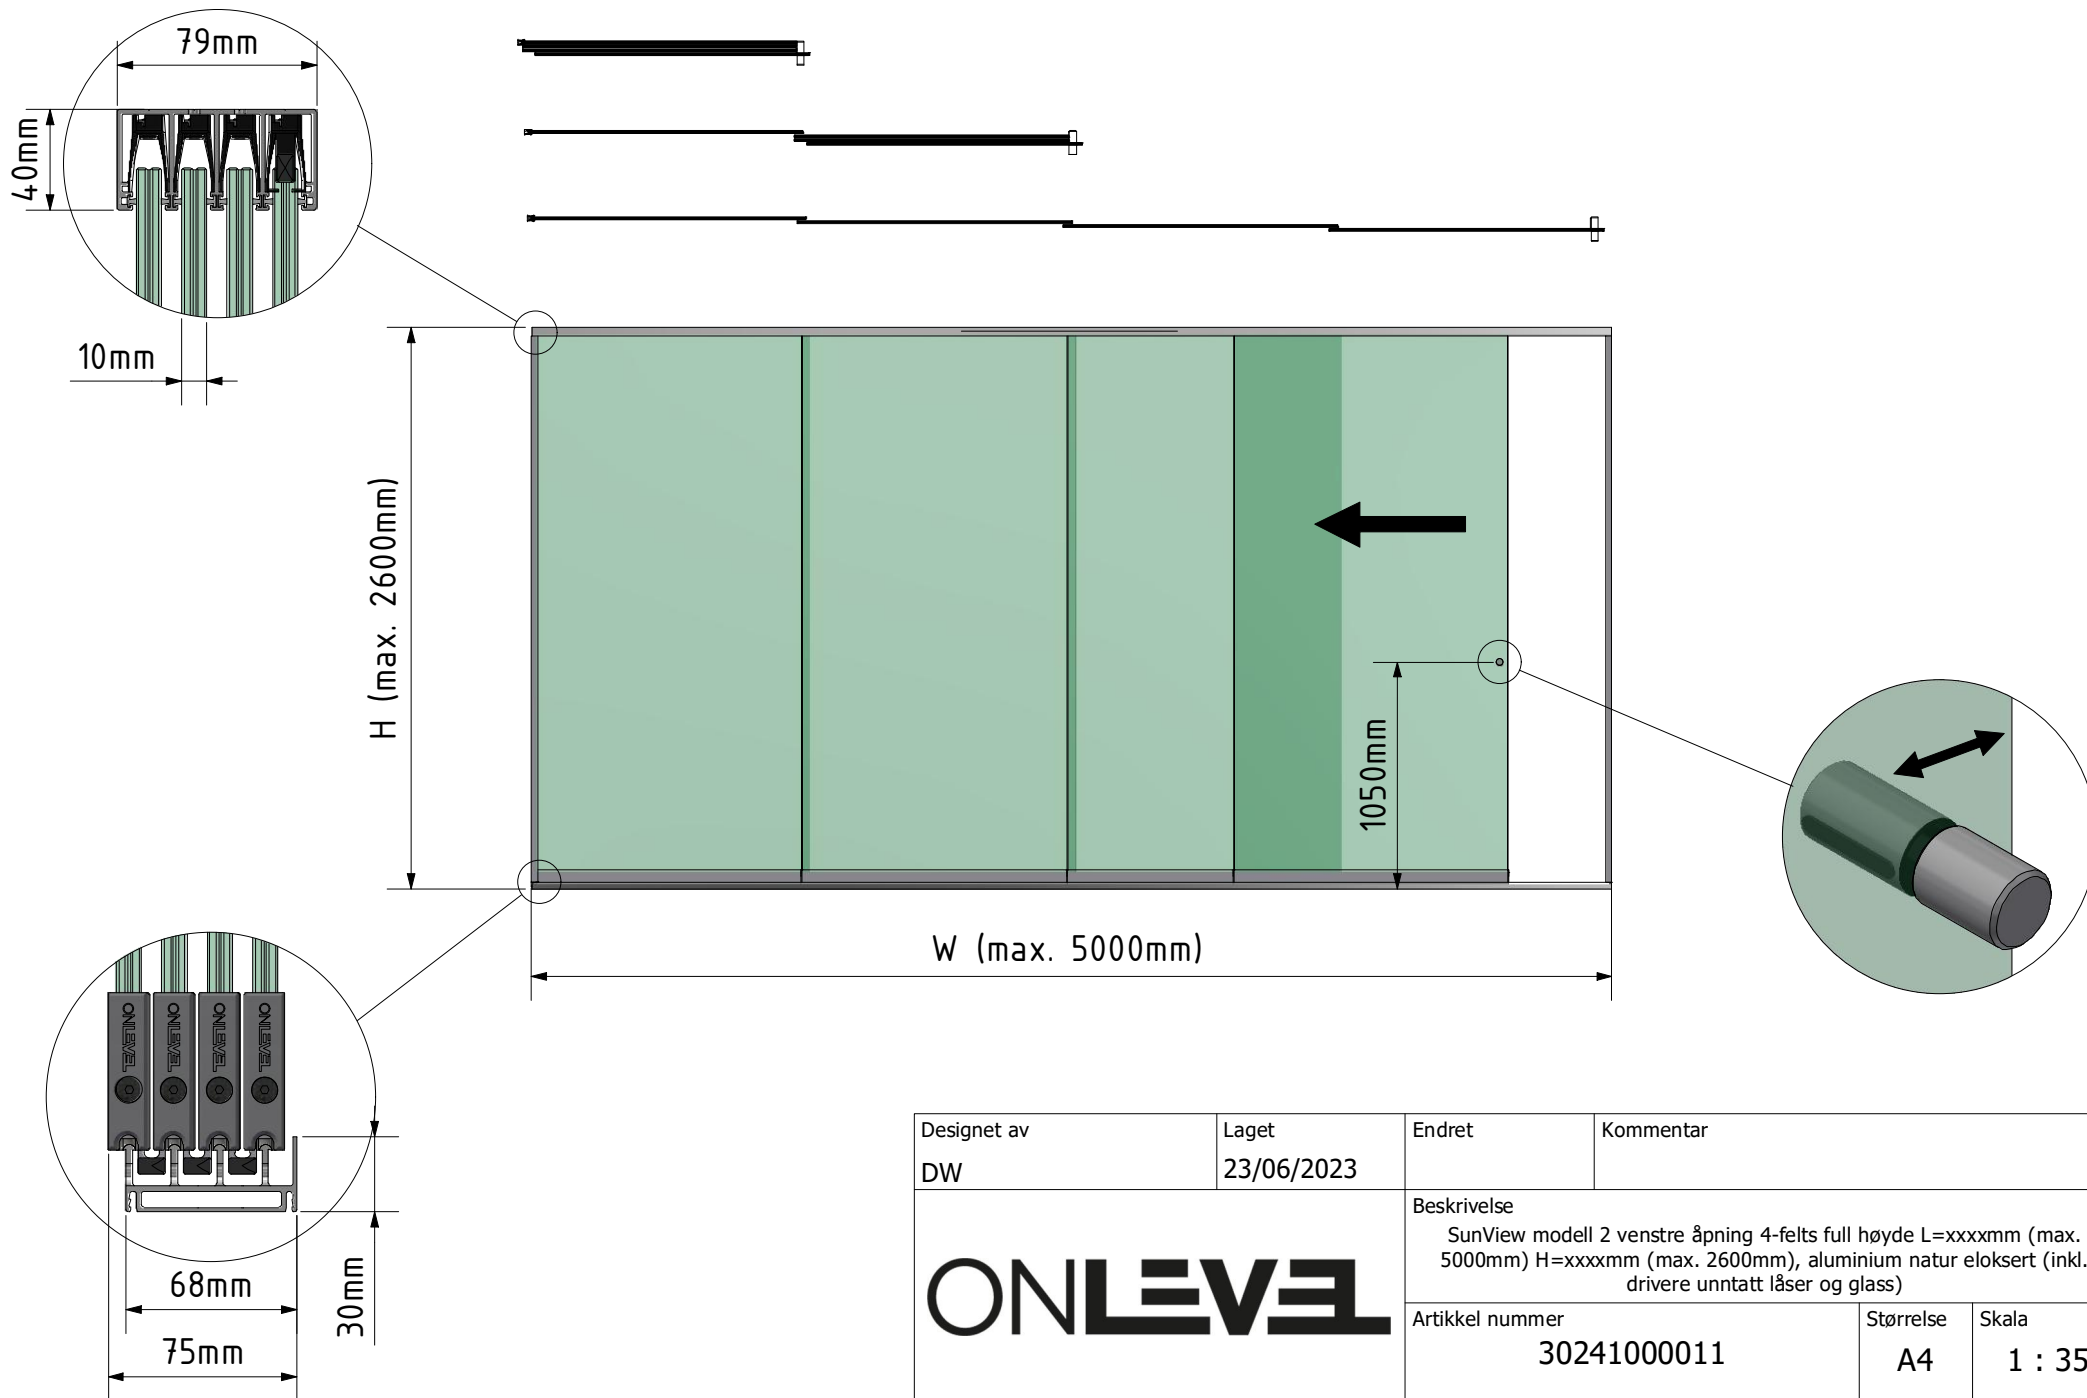 79mm
40mm
10mm
H (max. 2600mm)
1050mm
W (max. 5000mm)
ONLEVEL
ONLEVEL
ONLEVEL
ONLEVEL
30mm
68mm
75mm
Designet av
DW
Laget
23/06/2023
Endret
Kommentar
ONLEVEL
Beskrivelse
SunView modell 2 venstre åpning 4-felts full høyde L=xxxxmm (max.
5000mm) H=xxxxmm (max. 2600mm), aluminium natur eloksert (inkl.
drivere unntatt låser og glass)
Artikkel nummer
30241000011
Størrelse
A4
Skala
1 : 35